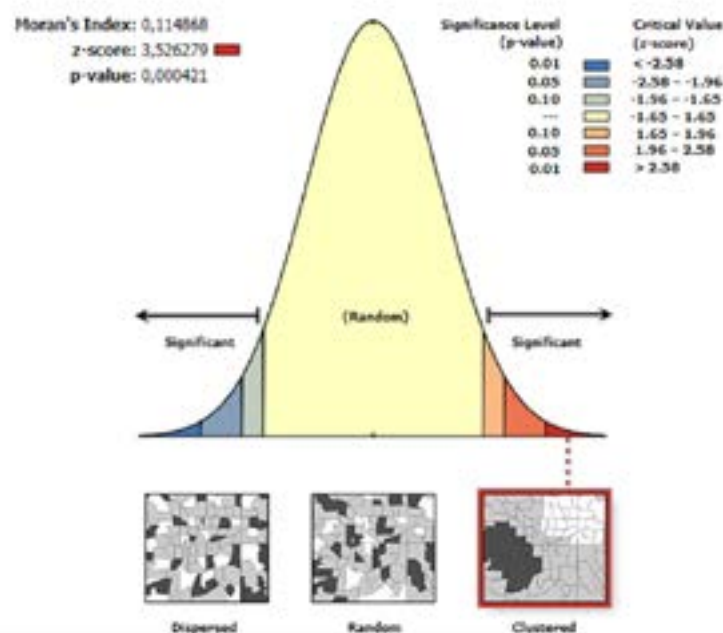 Moran's Index: 0,114868
z-score: 3,526279
p-value: 0,000421
Significance Level
(p-value)
Critical Value
(z-score)
0.01 < -2.58
0.05 -2.58 – -1.96
0.10 -1.96 – -1.65
--- -1.65 – 1.65
0.10 1.65 – 1.96
0.05 1.96 – 2.58
0.01 > 2.58
(Random)
Significant
Significant
Dispersed
Random
Clustered